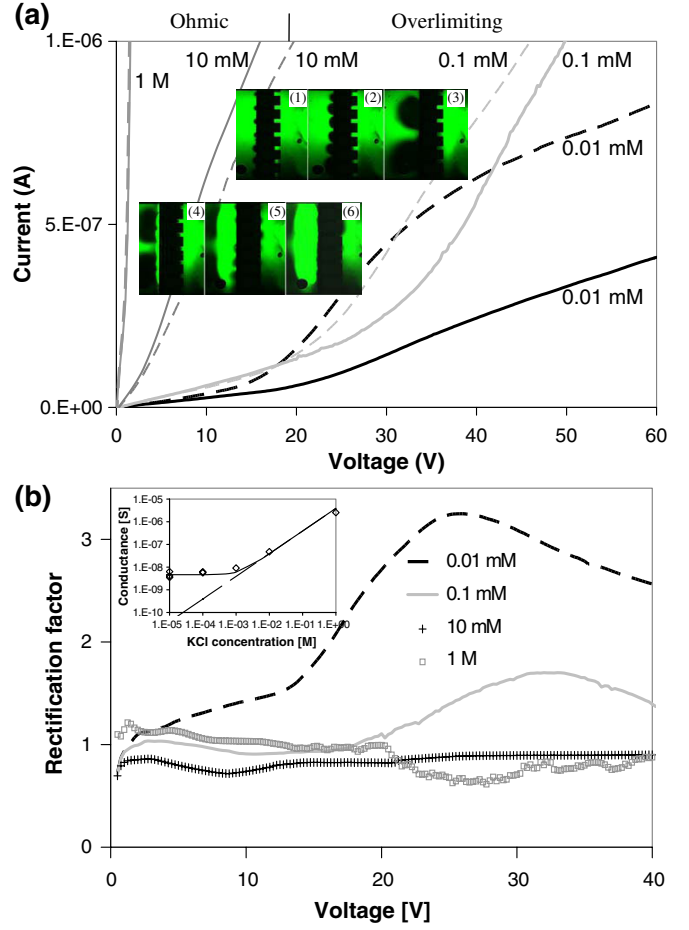 (a)
Ohmic Overlimiting
1.E-06
5.E-07
0.E+00
Current (A)
1 M
10 mM
10 mM
0.1 mM
0.1 mM
0.01 mM
0.01 mM
(1)
(2)
(3)
(4)
(5)
(6)
0 10 20 30 40 50 60
Voltage (V)
(b)
3
2
1
0
Rectification factor
Conductance [S]
1.E-05
1.E-06
1.E-07
1.E-08
1.E-09
1.E-10
1.E-05 1.E-04 1.E-03 1.E-02 1.E-01 1.E+00
KCl concentration [M]
0.01 mM
0.1 mM
10 mM
1 M
0 10 20 30 40
Voltage [V]